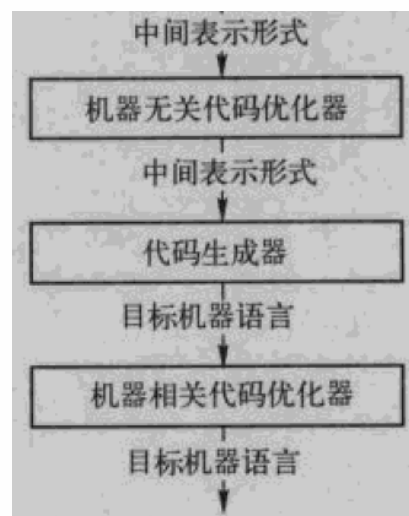 中间表示形式
机器无关代码优化器
中间表示形式
代码生成器
目标机器语言
机器相关代码优化器
目标机器语言